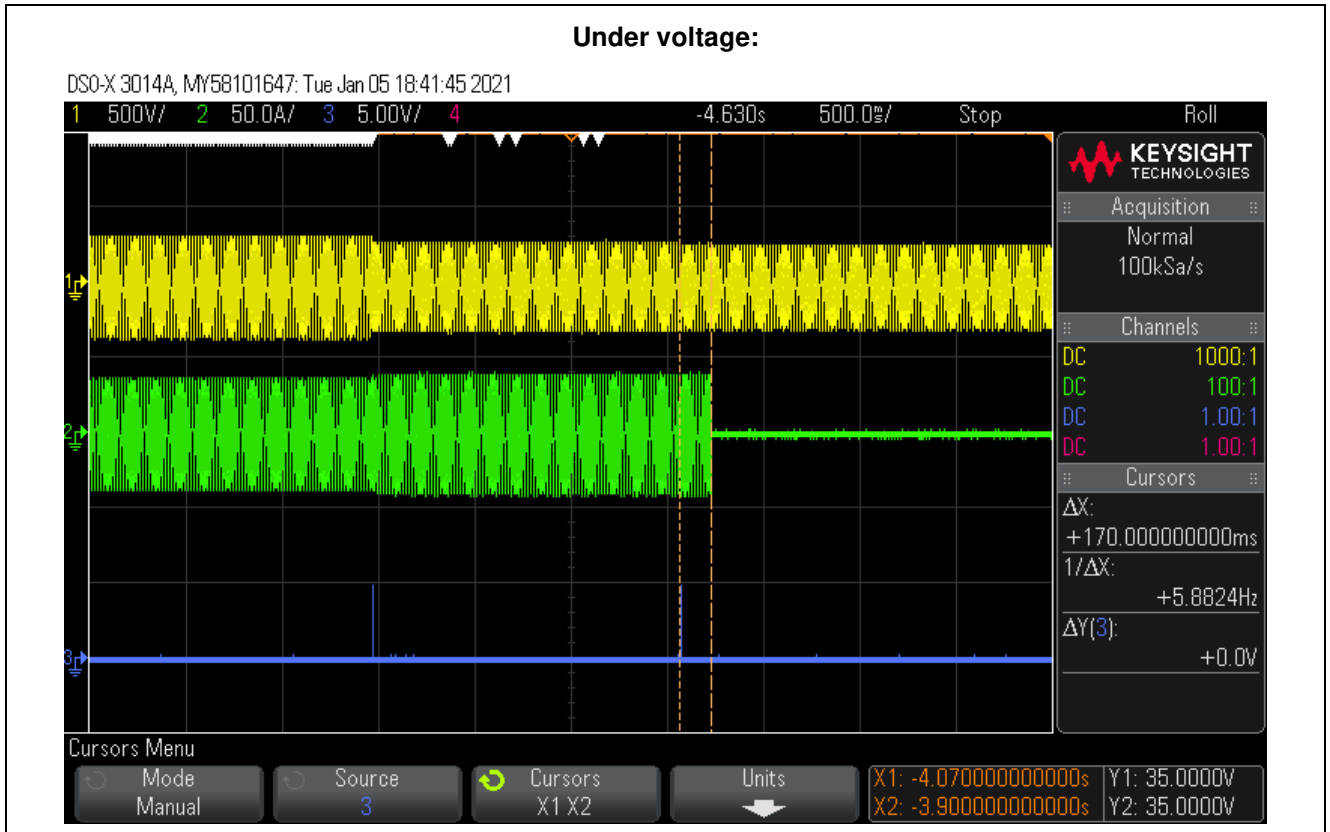 Under voltage:
DSO-X 3014A, MY58101647: Tue Jan 05 18:41:45 2021
1 500V/ 2 50.0A/ 3 5.00V/ 4 -4.630s 500.0ms/ Stop Roll
KEYSIGHT
TECHNOLOGIES
Acquisition
Normal
100kSa/s
Channels
DC 1000:1
DC 100:1
DC 1.00:1
DC 1.00:1
Cursors
ΔX:
+170.000000000ms
1/ΔX:
+5.8824Hz
ΔY(3):
+0.0V
1
2
3
Cursors Menu
Mode Source Cursors Units X1: -4.070000000000s Y1: 35.0000V
Manual 3 X1 X2 X2: -3.900000000000s Y2: 35.0000V